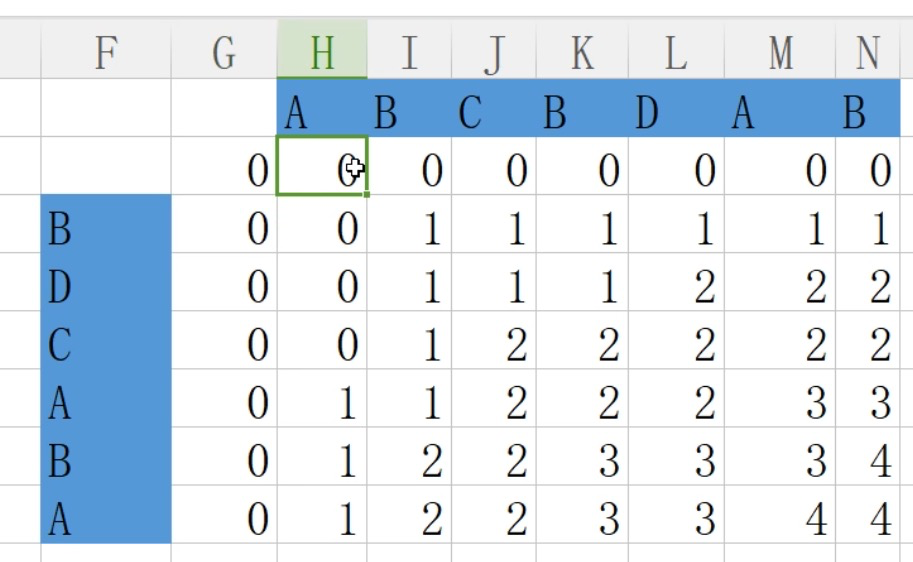 F G H I J K L M N
A B C B D A B
0 0 0 0 0 0 0 0
B 0 0 1 1 1 1 1 1
D 0 0 1 1 1 2 2 2
C 0 0 1 2 2 2 2 2
A 0 1 1 2 2 2 3 3
B 0 1 2 2 3 3 3 4
A 0 1 2 2 3 3 4 4